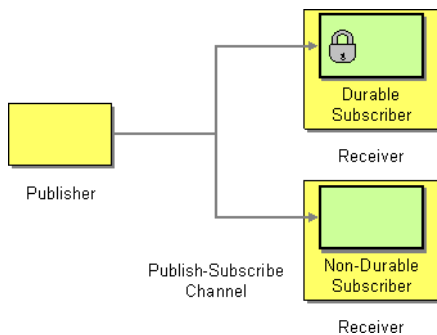 Durable
Subscriber
Receiver
Publisher
Publish-Subscribe
Channel
Non-Durable
Subscriber
Receiver